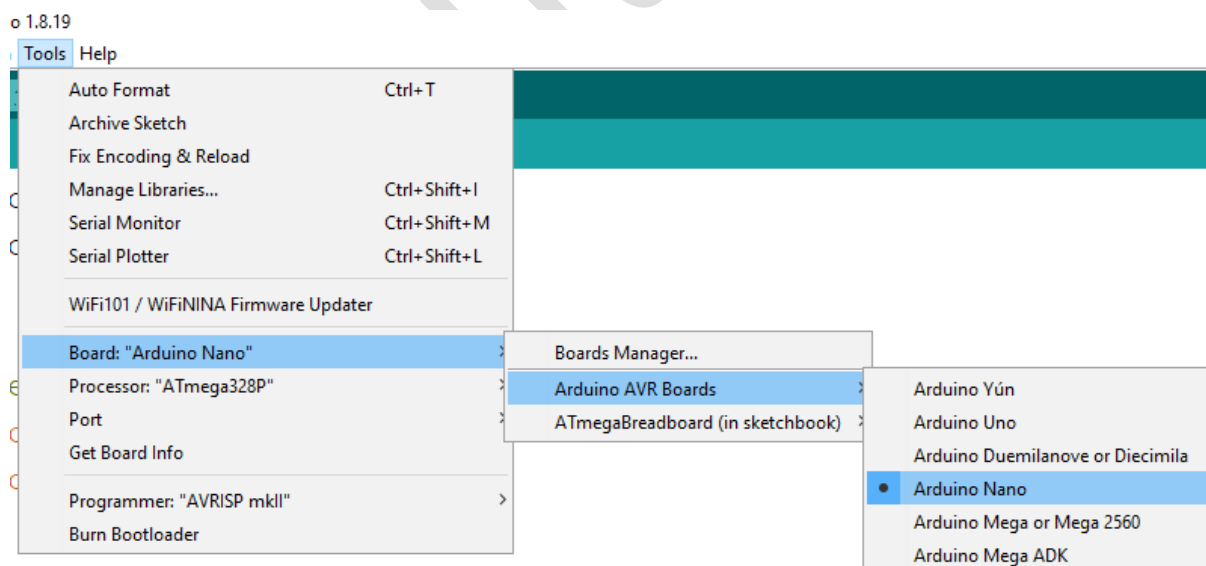 o 1.8.19
Tools Help
Auto Format Ctrl+T
Archive Sketch
Fix Encoding & Reload
Manage Libraries... Ctrl+Shift+I
Serial Monitor Ctrl+Shift+M
Serial Plotter Ctrl+Shift+L
WiFi101 / WiFiNINA Firmware Updater
Board: "Arduino Nano"
Processor: "ATmega328P"
Port
Get Board Info
Programmer: "AVRISP mkII"
Burn Bootloader
Boards Manager...
Arduino AVR Boards
ATmegaBreadboard (in sketchbook)
Arduino Yún
Arduino Uno
Arduino Duemilanove or Diecimila
Arduino Nano
Arduino Mega or Mega 2560
Arduino Mega ADK